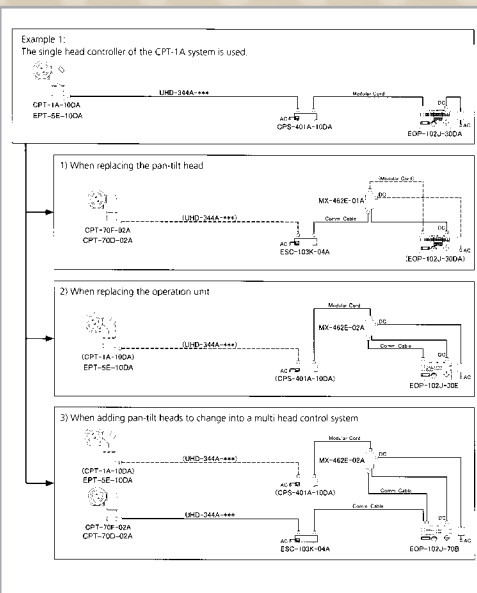 Example 1:
The single head controller of the CPT-1A system is used.
UHD-344A-***
Modular Cord
DC
CPT-1A-10DA
EPT-5E-10DA
AC
CPS-401A-10DA
AC
EOP-102J-30DA
1) When replacing the pan-tilt head
(Modular Cord)
DC
MX-462E-01A
(UHD-344A-***)
Comm Cable
CPT-70F-02A
CPT-70D-02A
AC
ESC-103K-04A
AC
(EOP-102J-30DA)
2) When replacing the operation unit
Modular Cord
DC
MX-462E-02A
(UHD-344A-***)
Comm Cable
(CPT-1A-10DA)
EPT-5E-10DA
AC
(CPS-401A-10DA)
AC
EOP-102J-30E
3) When adding pan-tilt heads to change into a multi head control system
Modular Cord
DC
(UHD-344A-***)
MX-462E-02A
(CPT-1A-10DA)
EPT-5E-10DA
AC
(CPS-401A-10DA)
Comm Cable
UHD-344A-***
Comm Cable
CPT-70F-02A
CPT-70D-02A
AC
ESC-103K-04A
AC
EOP-102J-70B